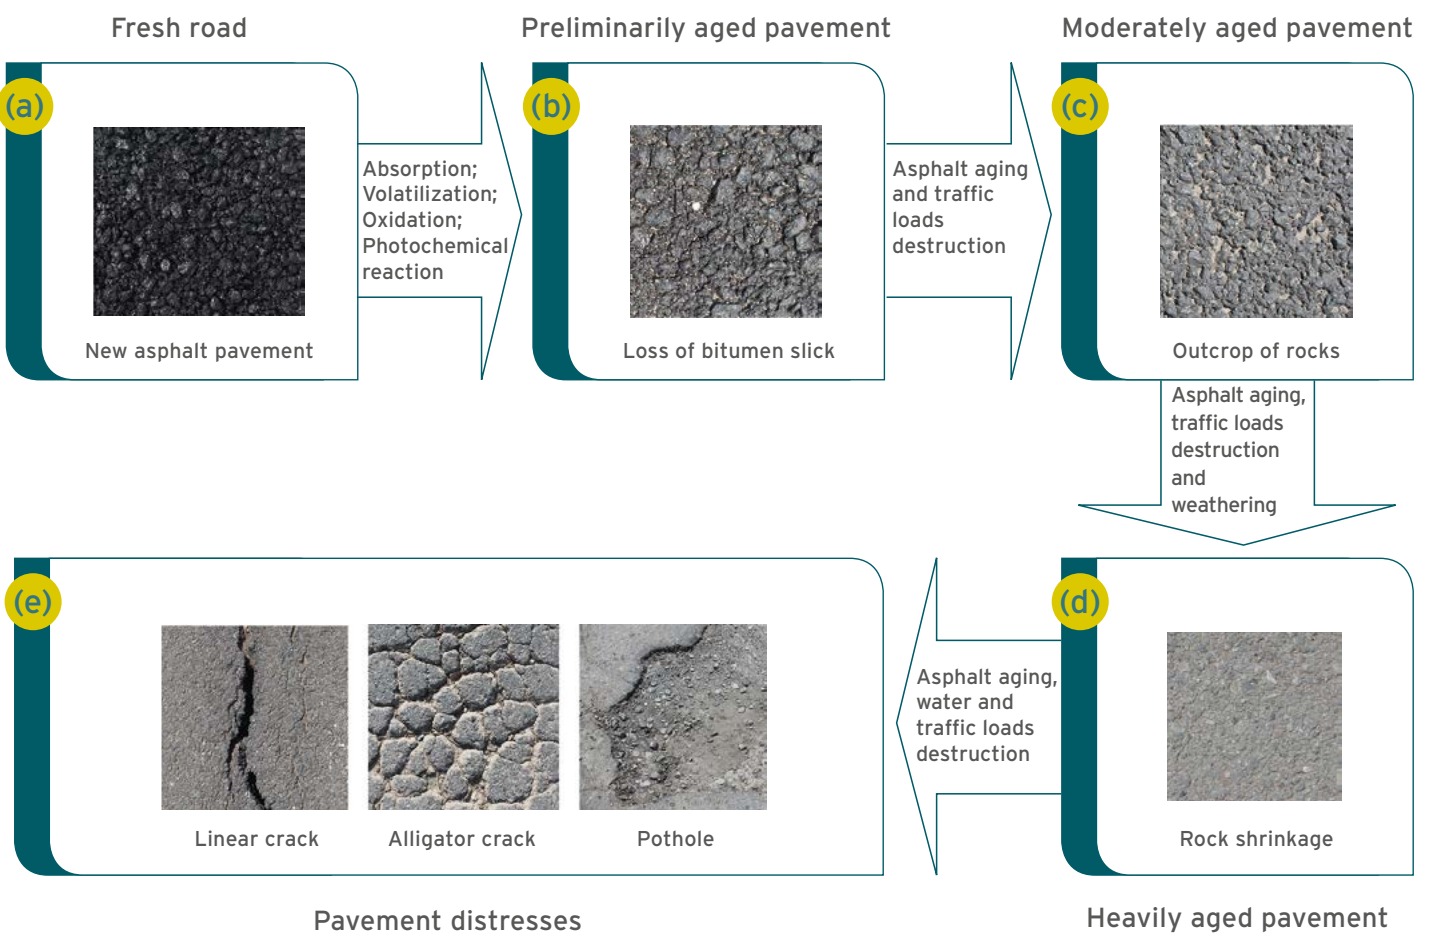 Fresh road
Preliminarily aged pavement
Moderately aged pavement
(a)
New asphalt pavement
Absorption;
Volatilization;
Oxidation;
Photochemical
reaction
(b)
Loss of bitumen slick
Asphalt aging
and traffic
loads
destruction
(c)
Outcrop of rocks
Asphalt aging,
traffic loads
destruction
and
weathering
(d)
Rock shrinkage
Heavily aged pavement
Asphalt aging,
water and
traffic loads
destruction
(e)
Linear crack
Alligator crack
Pothole
Pavement distresses